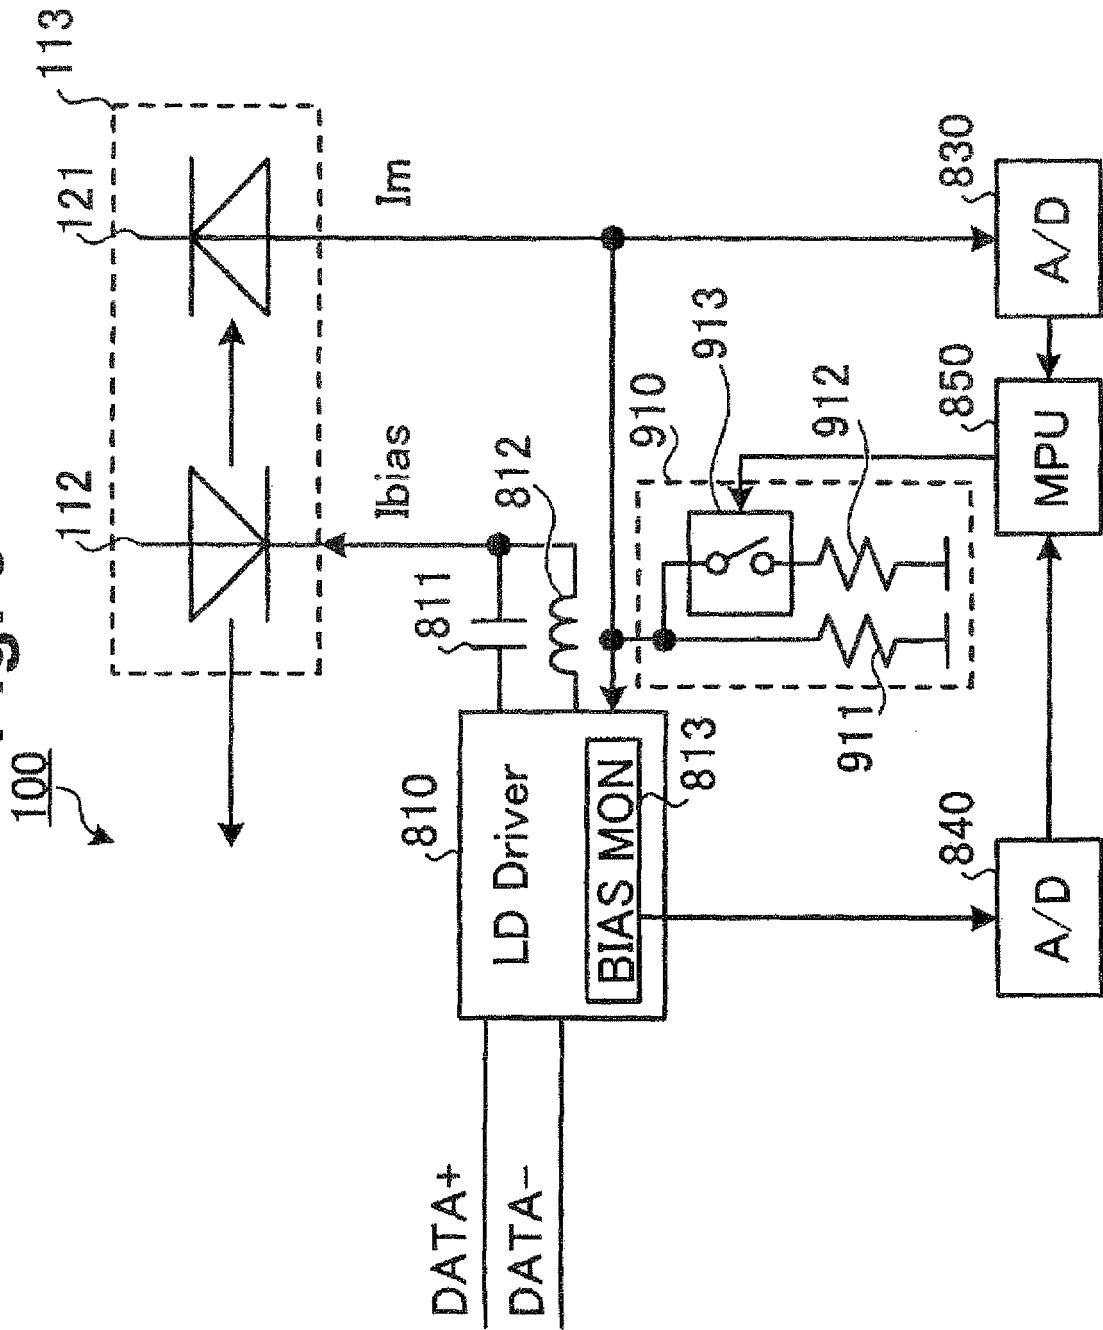 100
113
112
121
Ibias
Im
810
811
DATA+
LD Driver
812
DATA−
BIAS MON
910
813
913
912
911
840
850
830
A/D
MPU
A/D